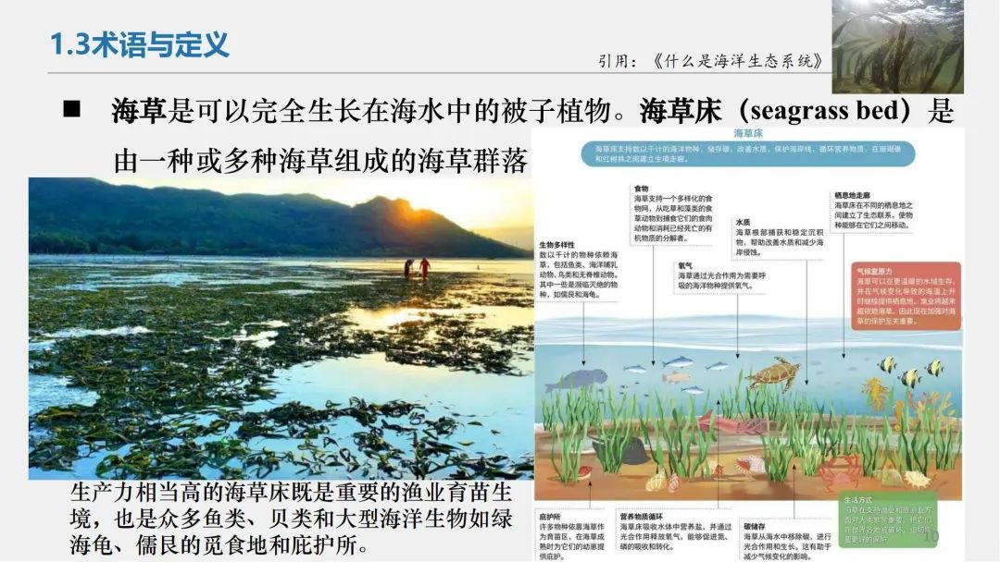 1.3术语与定义
引用：《什么是海洋生态系统》
■ 海草是可以完全生长在海水中的被子植物。海草床（seagrass bed）是
由一种或多种海草组成的海草群落
海草床
海草床支持数以千计的海洋物种，储存碳，改善水质，保护海岸线，循环营养物质，在珊瑚礁
和红树林之间建立生境走廊。
食物
海草支持一个多样化的食
物网，从吃草和藻类的食
草动物到捕食它们的食肉
动物和消耗已经死亡的有
机物质的分解者。
栖息地走廊
海草床在不同的栖息地之
间建立了生态联系，使物
种能够在它们之间移动。
水质
海草根部捕获和稳定沉积
物，帮助改善水质和减少海
岸侵蚀。
生物多样性
数以千计的物种依赖海
草，包括鱼类、海洋哺乳
动物、鸟类和无脊椎动物。
其中一些是濒临灭绝的物
种，如儒艮和海龟。
氧气
海草通过光合作用为需要呼
吸的海洋物种提供氧气。
气候复原力
海草可以在更温暖的水域生存，
并在气候变化导致的海温上升
时继续提供栖息地。渔业将越来
越依赖海草，因此现在加强对海
草的保护至关重要。
生产力相当高的海草床既是重要的渔业育苗生
境，也是众多鱼类、贝类和大型海洋生物如绿
海龟、儒艮的觅食地和庇护所。
庇护所
许多物种依靠海草作
为育苗区，在海草成
熟时为它们的幼崽提
供庇护。
营养物质循环
海草床吸收水体中营养盐，并通过
光合作用释放氧气，能够促进氮、
磷的吸收和转化。
碳储存
海草从海水中移除碳，进行
光合作用和生长。这有助于
减少气候变化的影响。
生活方式
海草在支持渔业和旅游业方
面对人类非常重要，但它们
在世界各地被破坏，迫切需
要更好的保护。
10